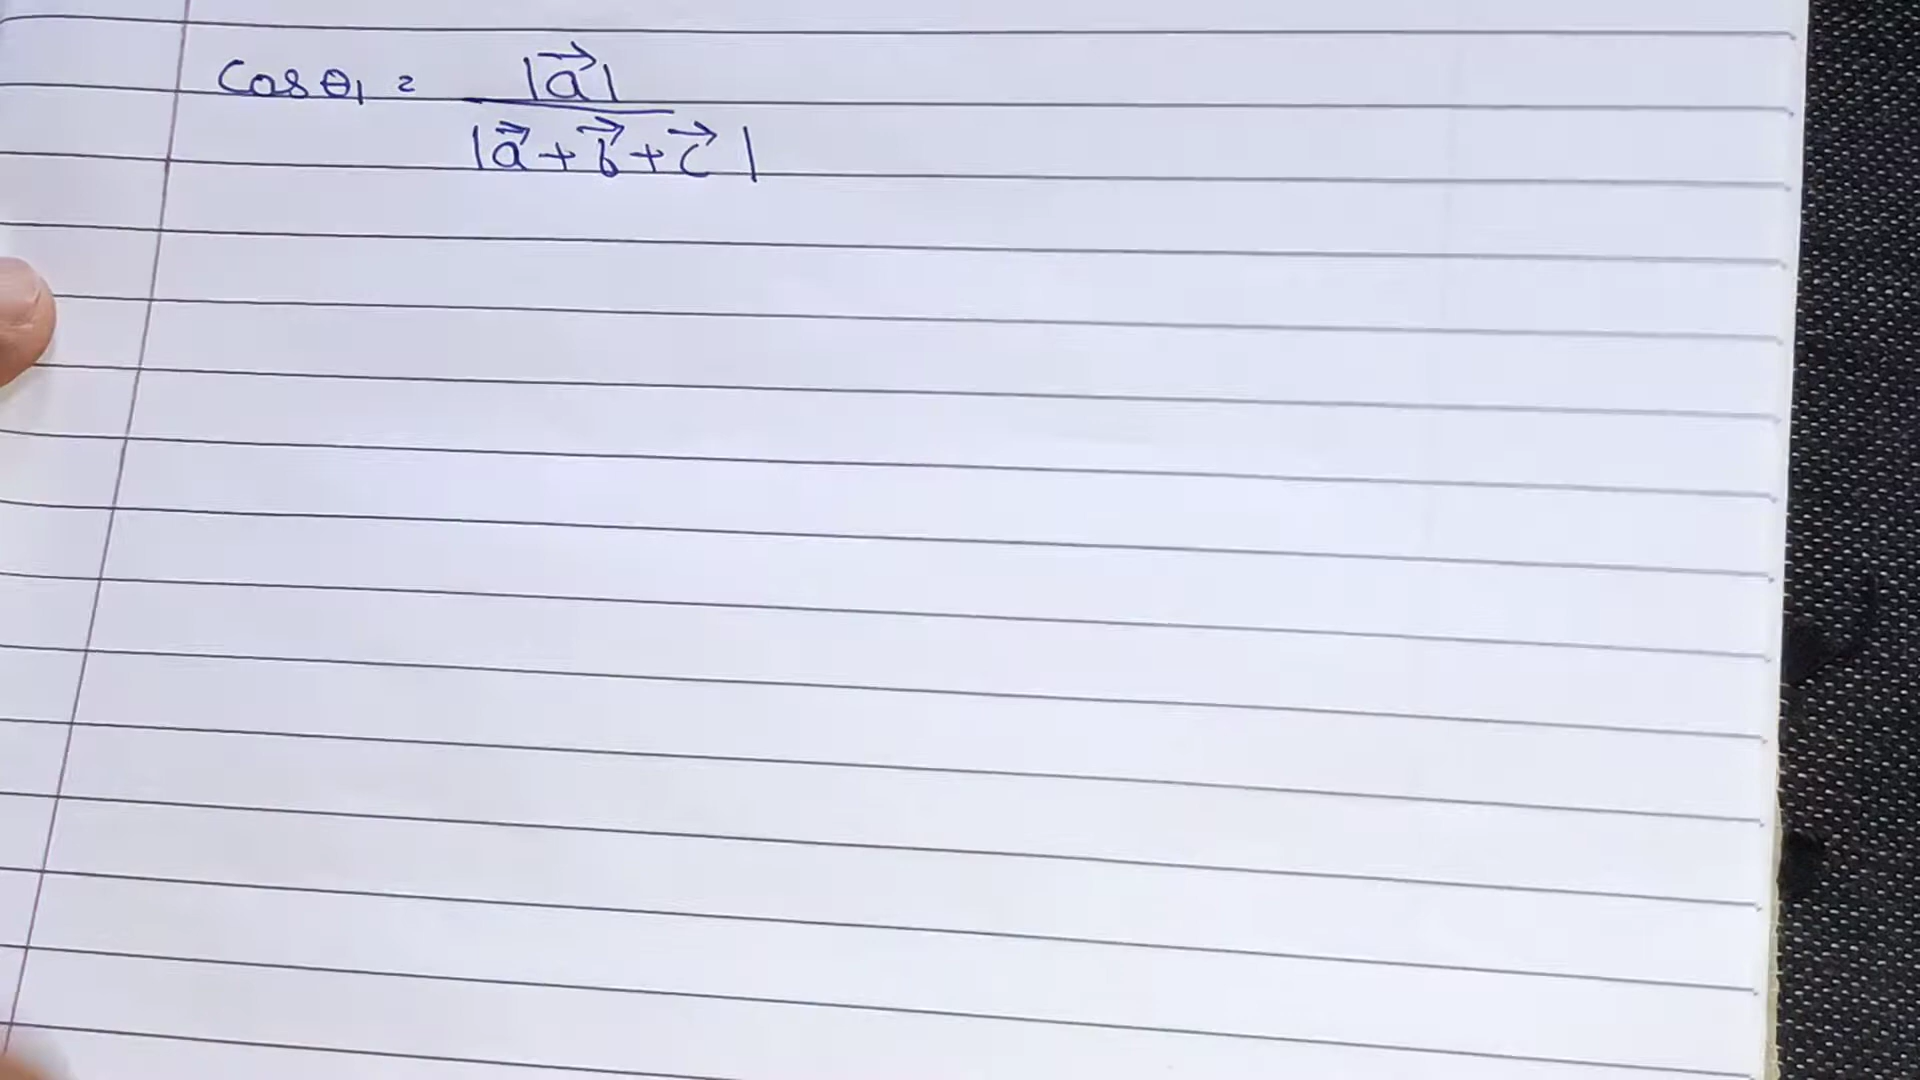 Cos θ₁ = |a⃗| / |a⃗ + b⃗ + c⃗|